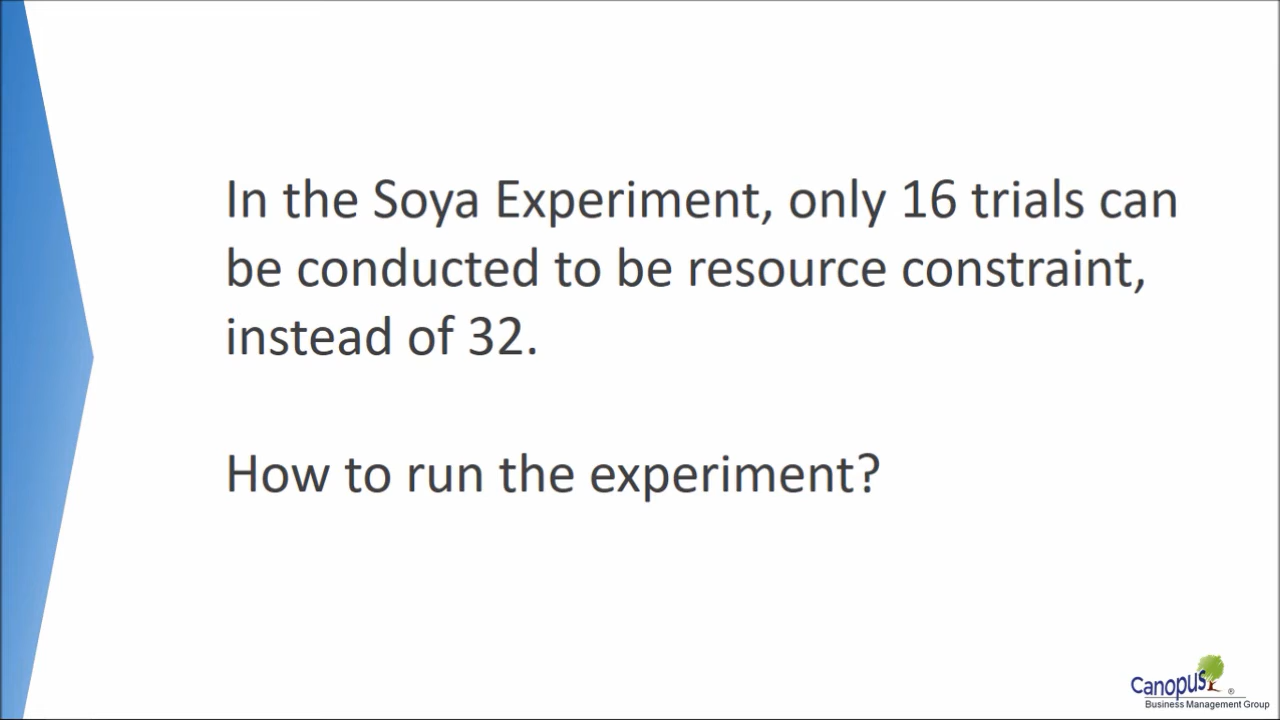 In the Soya Experiment, only 16 trials can
be conducted to be resource constraint,
instead of 32.
How to run the experiment?
Canopus ®
Business Management Group